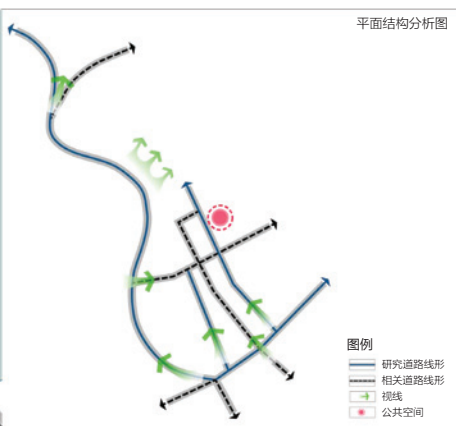 平面结构分析图
图例
研究道路线形
相关道路线形
视线
公共空间